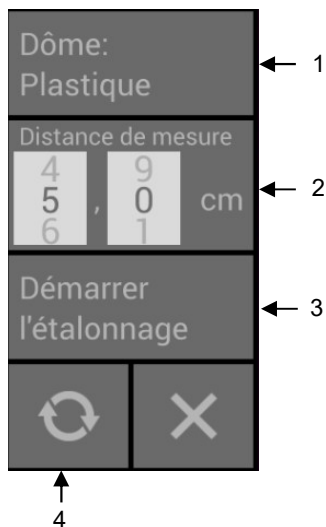 Dôme:
Plastique
1
Distance de mesure
4 9
5 , 0 cm
6 1
2
Démarrer
l'étalonnage
3
4